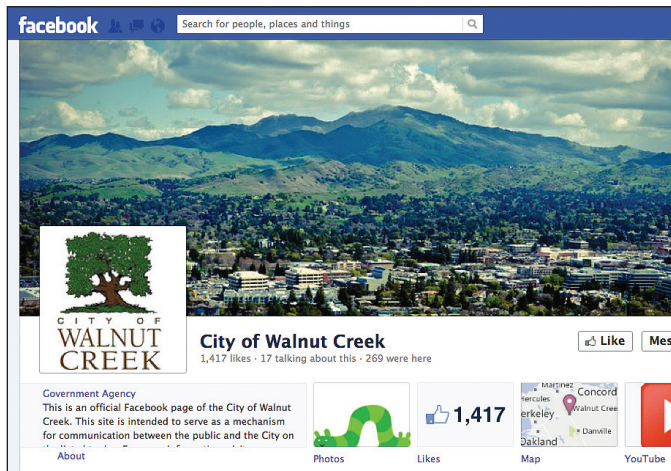 facebook
Search for people, places and things
CITY OF
WALNUT
CREEK
City of Walnut Creek
1,417 likes · 17 talking about this · 269 were here
Like
Mes
Government Agency
This is an official Facebook page of the City of Walnut
Creek. This site is intended to serve as a mechanism
for communication between the public and the City on
About
Photos
1,417
Likes
Martinez
Concord
Hercules
Walnut Cree
erkeley
Danville
Oakland
Map
YouTube